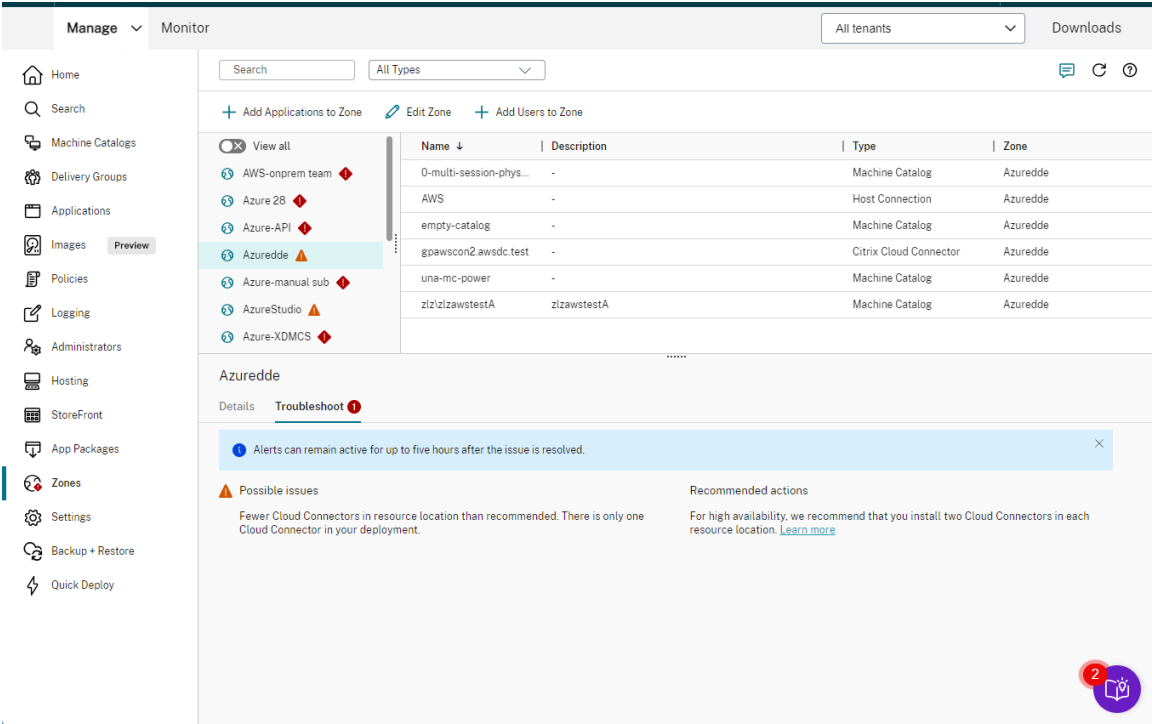 Manage
Monitor
All tenants
Downloads
Home
Search
Machine Catalogs
Delivery Groups
Applications
Images Preview
Policies
Logging
Administrators
Hosting
StoreFront
App Packages
Zones
Settings
Backup + Restore
Quick Deploy
Search
All Types
Add Applications to Zone
Edit Zone
Add Users to Zone
View all
AWS-onprem team
Azure 28
Azure-API
Azuredde
Azure-manual sub
AzureStudio
Azure-XDMCS
Name ↓ Description Type Zone
0-multi-session-phys... - Machine Catalog Azuredde
AWS - Host Connection Azuredde
empty-catalog - Machine Catalog Azuredde
gpawscon2.awsdc.test - Citrix Cloud Connector Azuredde
una-mc-power - Machine Catalog Azuredde
zlz\zlzawstestA zlzawstestA Machine Catalog Azuredde
Azuredde
Details Troubleshoot 1
Alerts can remain active for up to five hours after the issue is resolved.
Possible issues
Fewer Cloud Connectors in resource location than recommended. There is only one
Cloud Connector in your deployment.
Recommended actions
For high availability, we recommend that you install two Cloud Connectors in each
resource location. Learn more
2